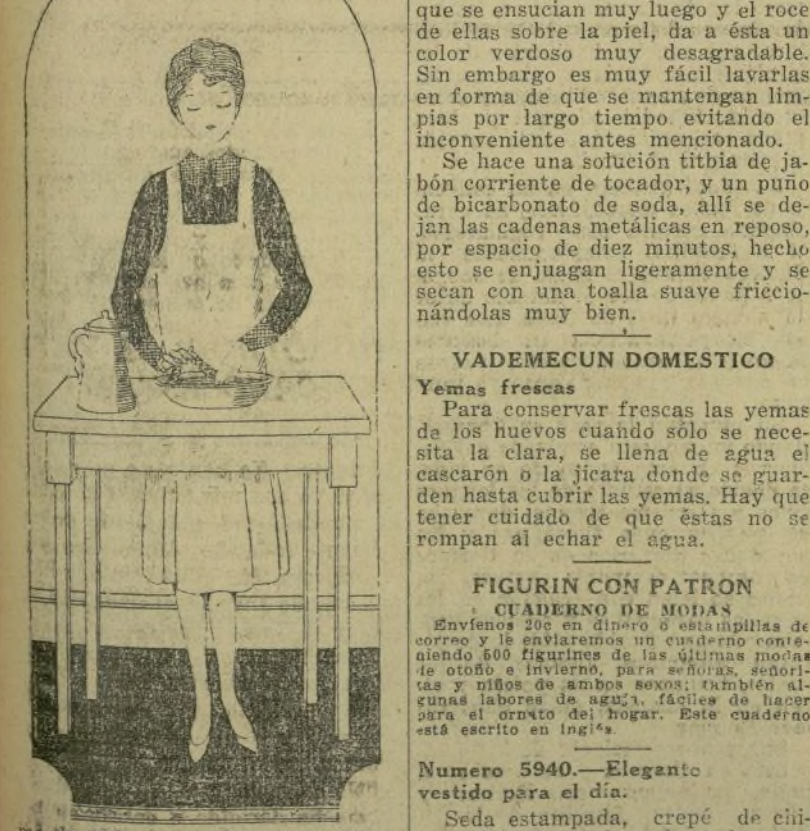 que se ensucian muy luego y el roce
de ellas sobre la piel, da a ésta un
color verdoso muy desagradable.
Sin embargo es muy fácil lavarlas
en forma de que se mantengan lim-
pias por largo tiempo evitando el
inconveniente antes mencionado.
Se hace una solución titbia de ja-
bón corriente de tocador, y un puño
de bicarbonato de soda, allí se de-
jan las cadenas metálicas en reposo,
por espacio de diez minutos, hecho
esto se enjuagan ligeramente y se
secan con una toalla suave friccio-
nándolas muy bien.
VADEMECUN DOMESTICO
Yemas frescas
Para conservar frescas las yemas
de los huevos cuando sólo se nece-
sita la clara, se llena de agua el
cascarón o la jicara donde se guar-
den hasta cubrir las yemas. Hay que
tener cuidado de que éstas no se
rompan al echar el agua.
FIGURIN CON PATRON
CUADERNO DE MODAS
Envíenos 20c en dinero o estampillas de
correo y le enviaremos un cuaderno conte-
niendo 500 figurines de las últimas modas
de otoño e invierno, para señoras, señori-
tas y niños de ambos sexos; también al-
gunas labores de aguja, fáciles de hacer
para el ornato del hogar. Este cuaderno
está escrito en inglés
Numero 5940.—Elegante
vestido para el día.
Seda estampada, crepé de chi-